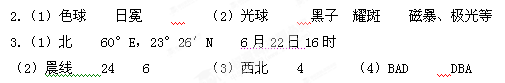 2.（1）色球 日冕 （2）光球 黑子 耀斑 磁暴、极光等
3.（1）北 60°E，23°26′N 6月22日16时
（2）晨线 24 6 （3）西北 4 （4）BAD DBA